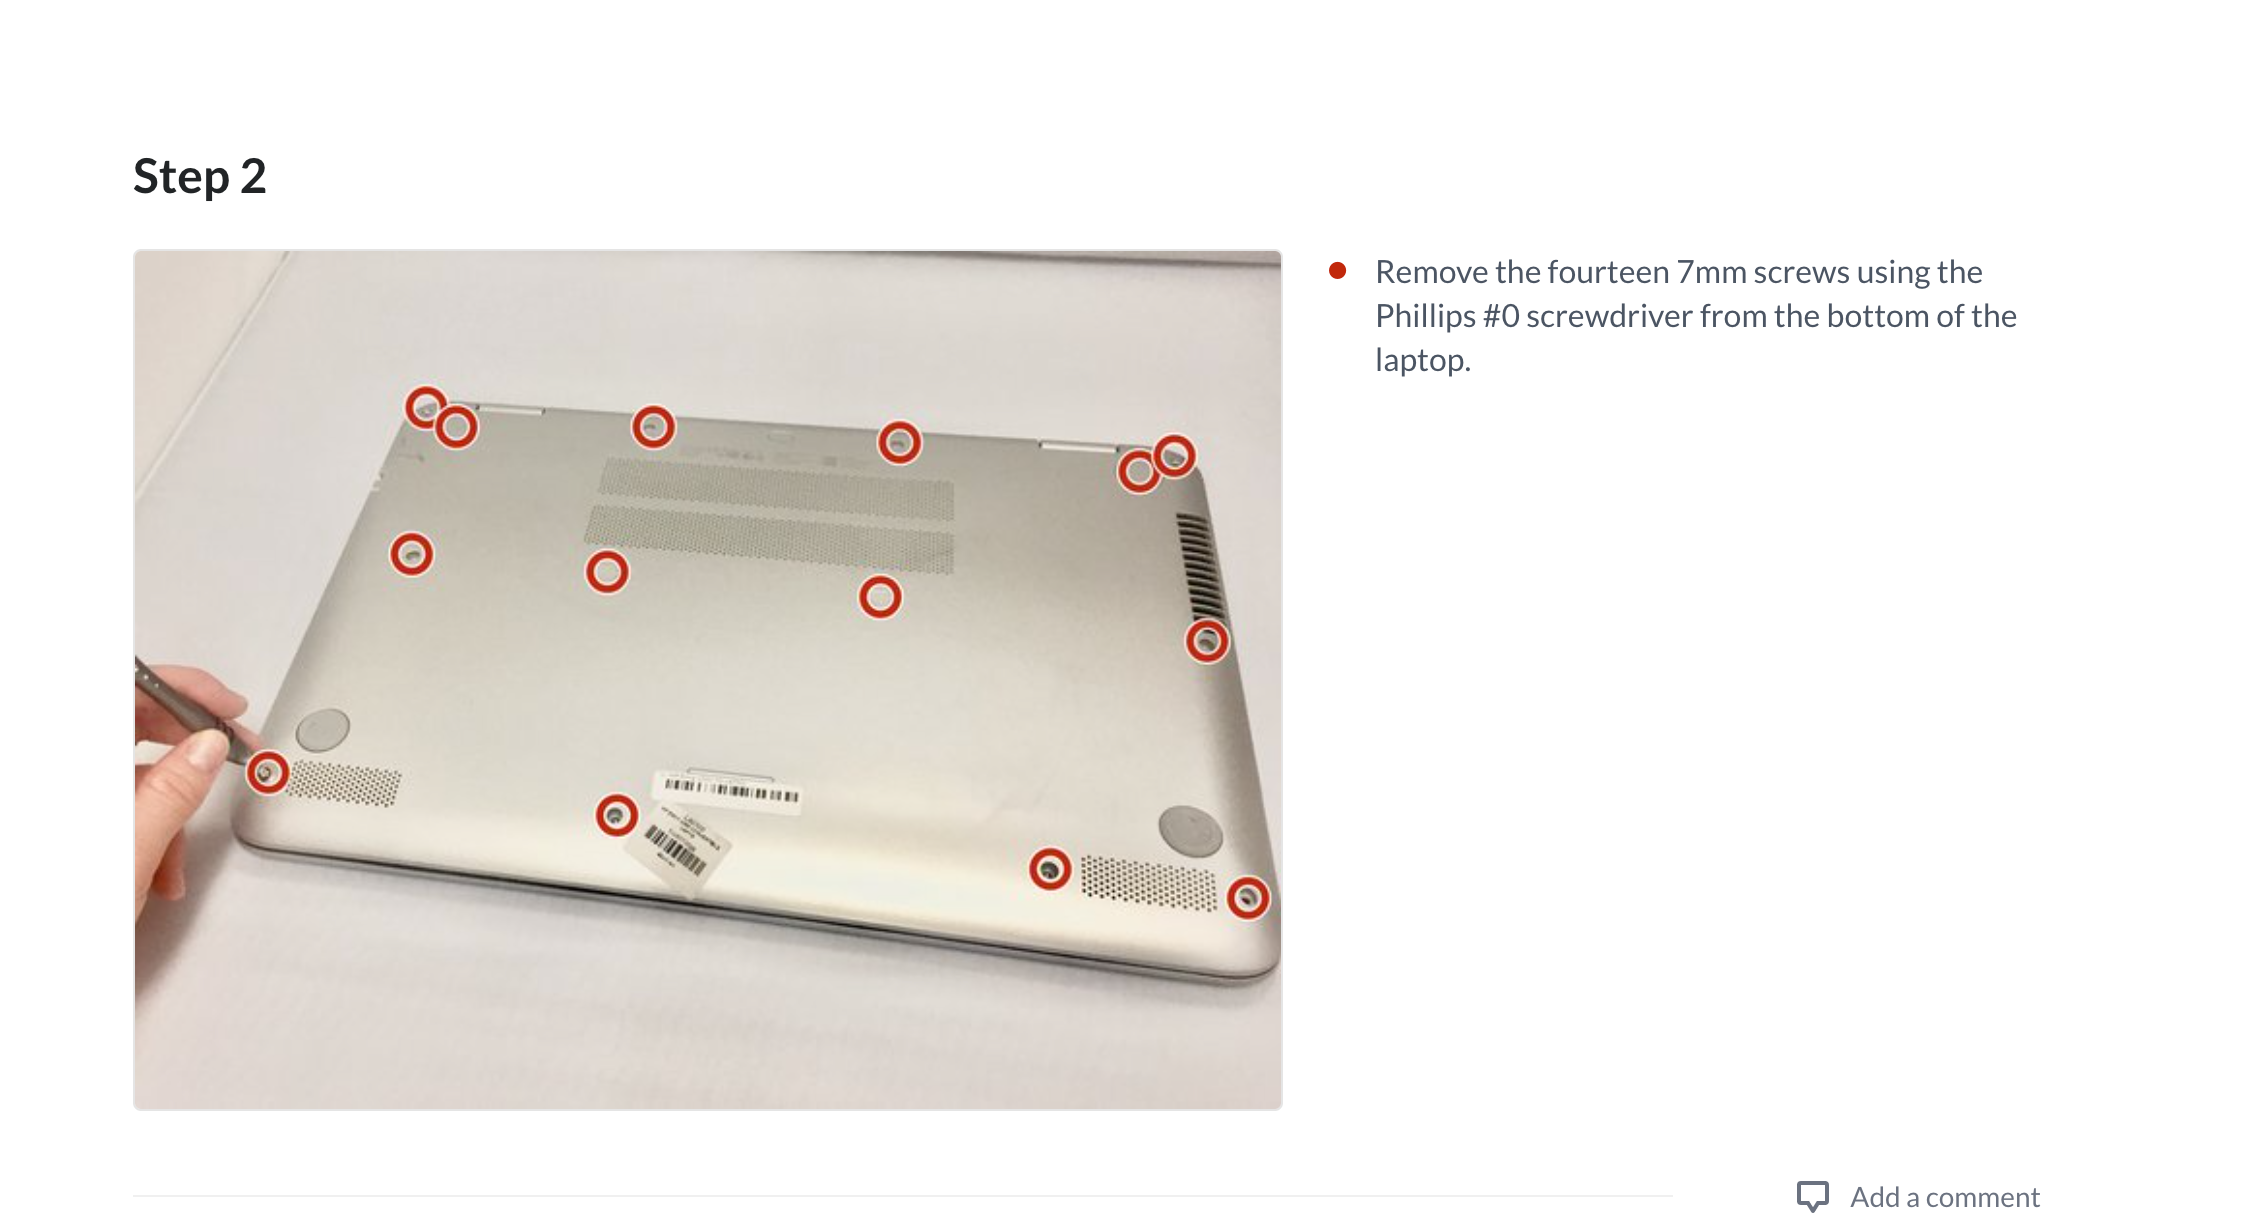 Step 2
Remove the fourteen 7mm screws using the
Phillips #0 screwdriver from the bottom of the
laptop.
Add a comment